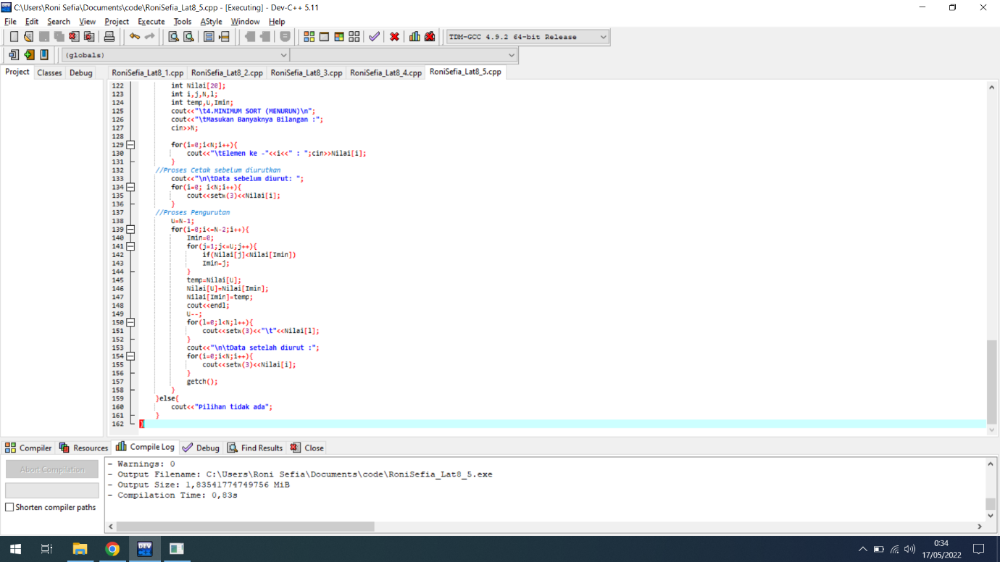 C:\Users\Roni Sefia\Documents\code\RoniSefia_Lat8_5.cpp - [Executing] - Dev-C++ 5.11
File Edit Search View Project Execute Tools AStyle Window Help
TDM-GCC 4.9.2 64-bit Release
(globals)
Project Classes Debug RoniSefia_Lat8_1.cpp RoniSefia_Lat8_2.cpp RoniSefia_Lat8_3.cpp RoniSefia_Lat8_4.cpp RoniSefia_Lat8_5.cpp
122 int Nilai[20];
123 int i,j,N,l;
124 int temp,U,Imin;
125 cout<<"\t4.MINIMUM SORT (MENURUN)\n";
126 cout<<"\tMasukan Banyaknya Bilangan :";
127 cin>>N;
128
129 for(i=0;i<N;i++){
130 cout<<"\tElemen ke -"<<i<<" : ";cin>>Nilai[i];
131 }
132 //Proses Cetak sebelum diurutkan
133 cout<<"\n\tData sebelum diurut: ";
134 for(i=0; i<N;i++){
135 cout<<setw(3)<<Nilai[i];
136 }
137 //Proses Pengurutan
138 U=N-1;
139 for(i=0;i<=N-2;i++){
140 Imin=0;
141 for(j=1;j<=U;j++){
142 if(Nilai[j]<Nilai[Imin])
143 Imin=j;
144 }
145 temp=Nilai[U];
146 Nilai[U]=Nilai[Imin];
147 Nilai[Imin]=temp;
148 cout<<endl;
149 U--;
150 for(l=0;l<N;l++){
151 cout<<setw(3)<<"\t"<<Nilai[l];
152 }
153 cout<<"\n\tData setelah diurut :";
154 for(i=0;i<N;i++){
155 cout<<setw(3)<<Nilai[i];
156 }
157 getch();
158 }
159 }else{
160 cout<<"Pilihan tidak ada";
161 }
162 }
Compiler Resources Compile Log Debug Find Results Close
Abort Compilation
Shorten compiler paths
- Warnings: 0
- Output Filename: C:\Users\Roni Sefia\Documents\code\RoniSefia_Lat8_5.exe
- Output Size: 1,83541774749756 MiB
- Compilation Time: 0,83s
DEV
0:34
17/05/2022